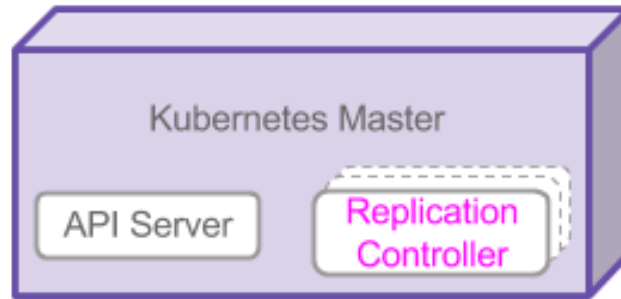 Kubernetes Master
API Server
Replication
Controller